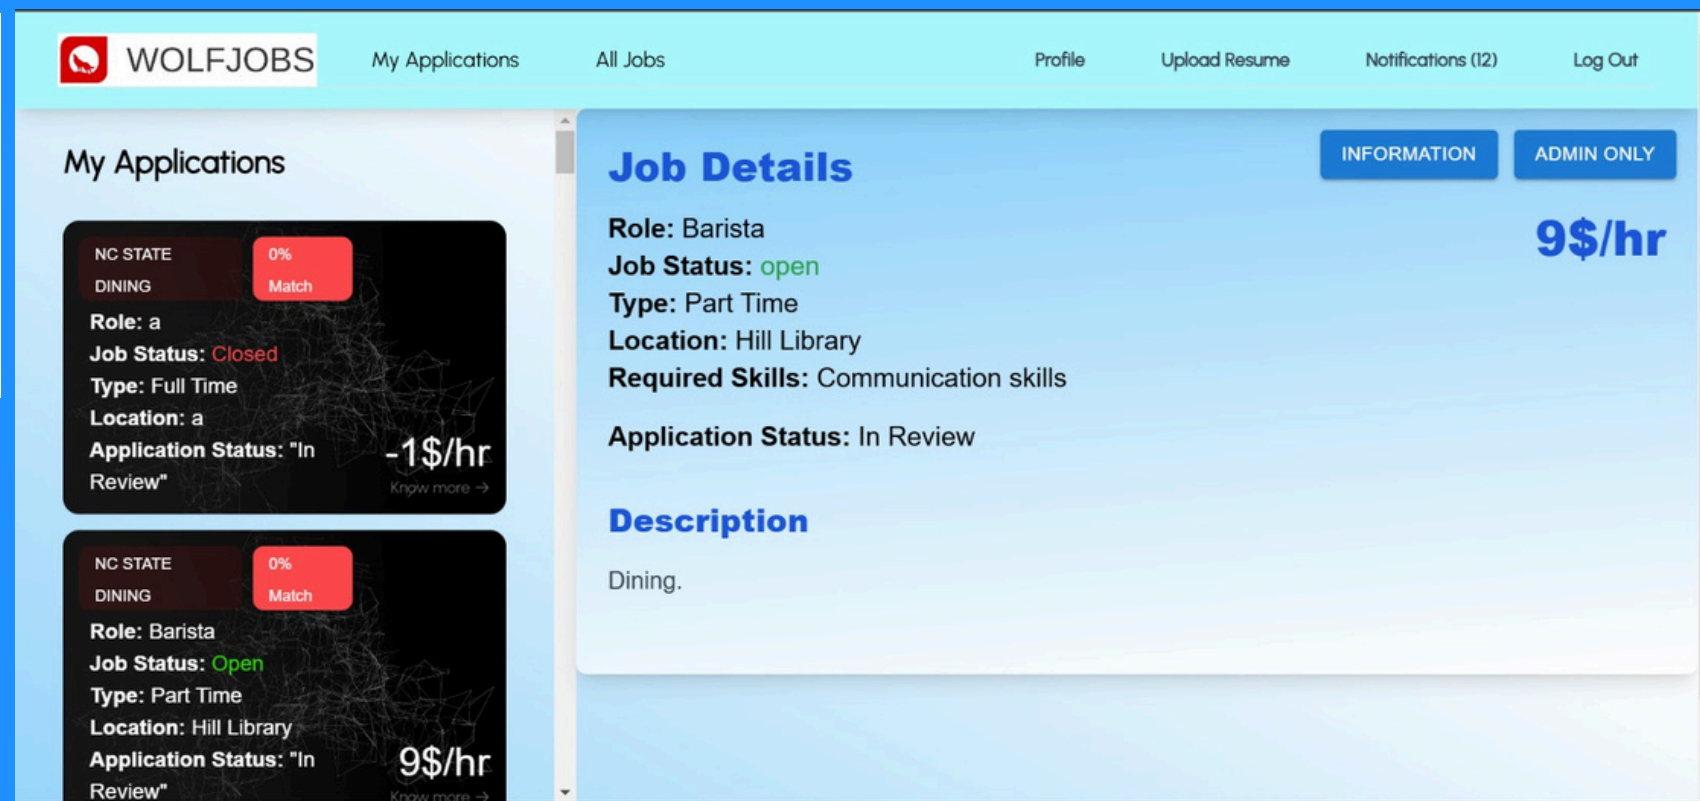 WOLFJOBS
My Applications
All Jobs
Profile
Upload Resume
Notifications (12)
Log Out
My Applications
NC STATE
DINING
0%
Match
Role: a
Job Status: Closed
Type: Full Time
Location: a
Application Status: "In
Review"
-1$/hr
Know more →
NC STATE
DINING
0%
Match
Role: Barista
Job Status: Open
Type: Part Time
Location: Hill Library
Application Status: "In
Review"
9$/hr
Know more →
Job Details
INFORMATION
ADMIN ONLY
Role: Barista
9$/hr
Job Status: open
Type: Part Time
Location: Hill Library
Required Skills: Communication skills
Application Status: In Review
Description
Dining.